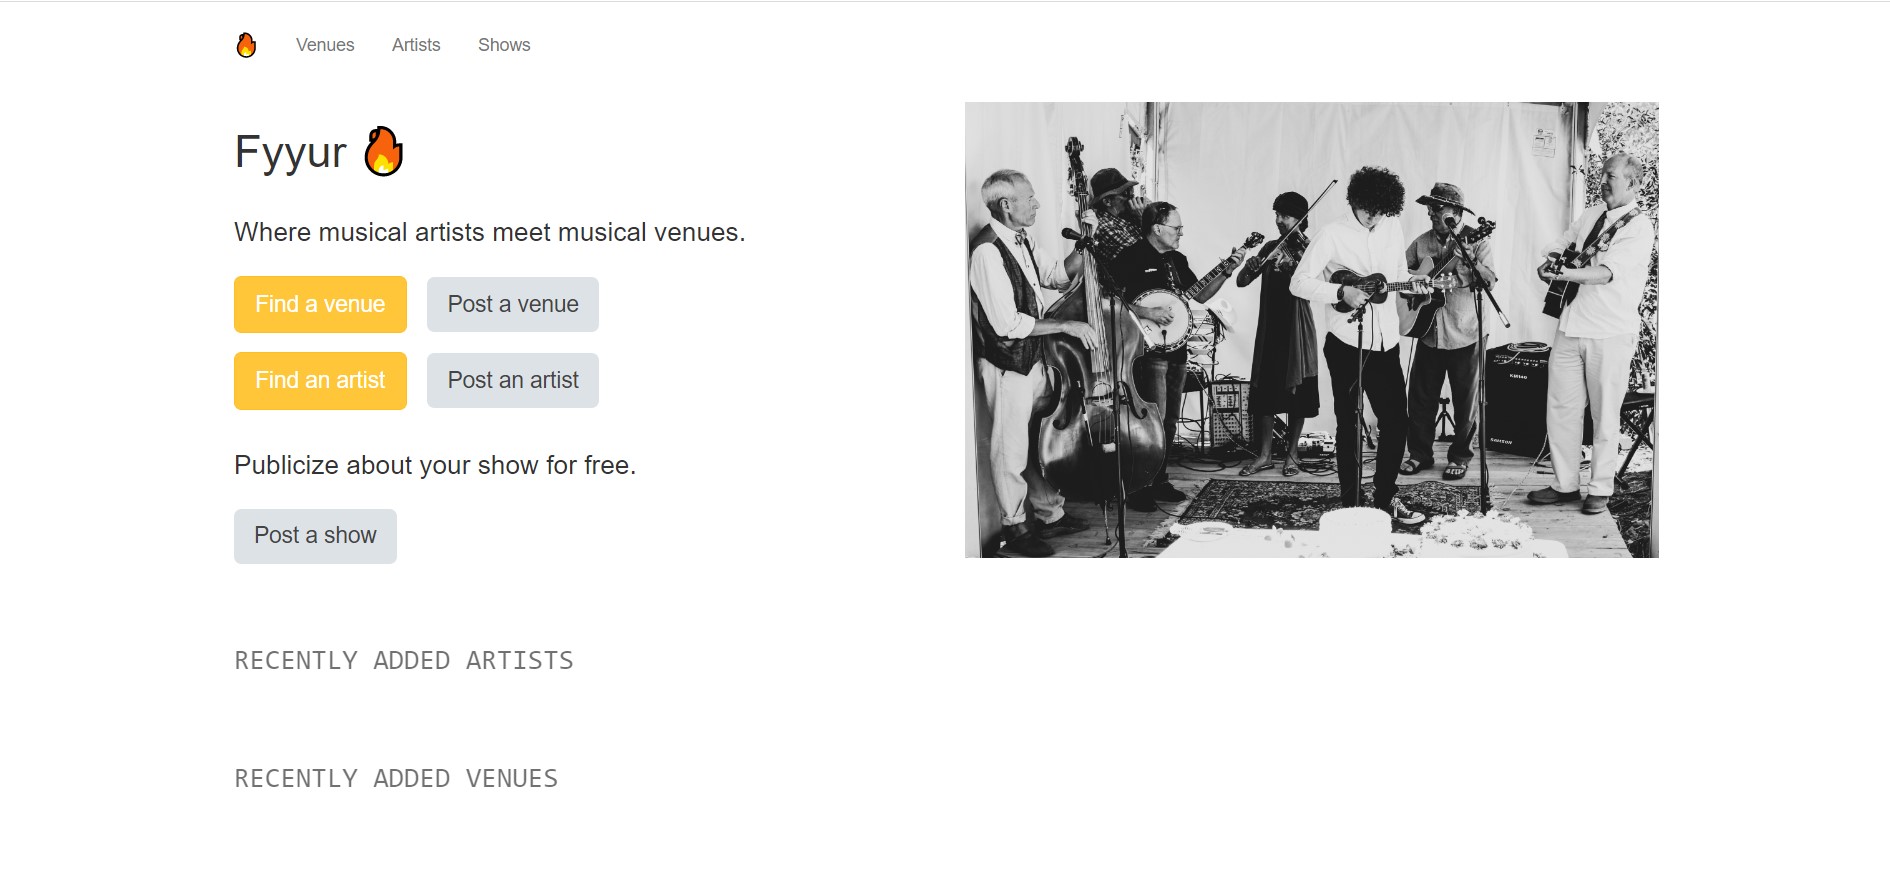 Venues Artists Shows
Fyyur
Where musical artists meet musical venues.
Find a venue Post a venue
Find an artist Post an artist
Publicize about your show for free.
Post a show
RECENTLY ADDED ARTISTS
RECENTLY ADDED VENUES